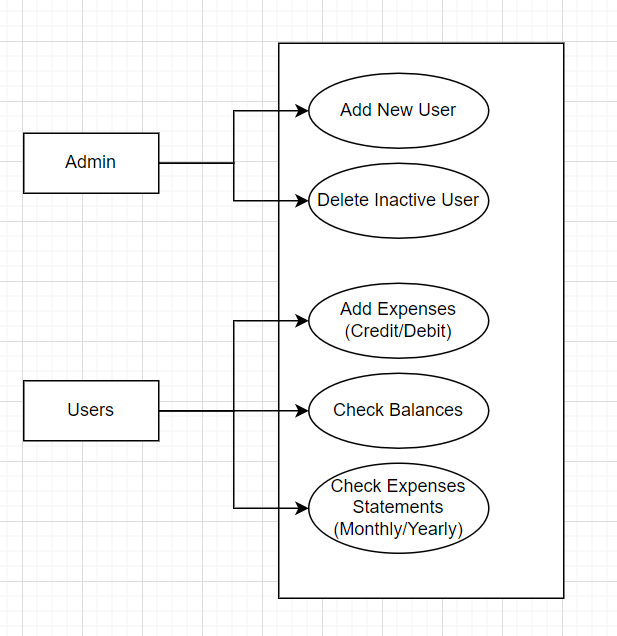 Add New User
Admin
Delete Inactive User
Add Expenses
(Credit/Debit)
Users
Check Balances
Check Expenses
Statements
(Monthly/Yearly)